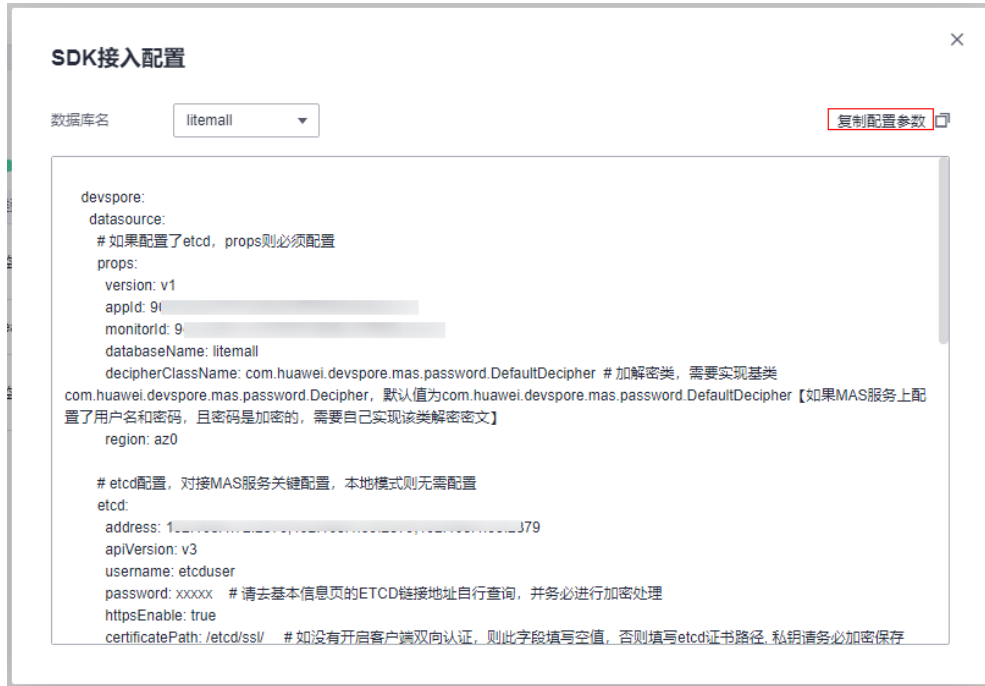 SDK接入配置
数据库名
litemall
复制配置参数
devspore:
datasource:
# 如果配置了etcd，props则必须配置
props:
version: v1
appId: 9
monitorId: 9
databaseName: litemall
decipherClassName: com.huawei.devspore.mas.password.DefaultDecipher # 加解密类，需要实现基类
com.huawei.devspore.mas.password.Decipher，默认值为com.huawei.devspore.mas.password.DefaultDecipher【如果MAS服务上配
置了用户名和密码，且密码是加密的，需要自己实现该类解密密文】
region: az0
# etcd配置，对接MAS服务关键配置，本地模式则无需配置
etcd:
address: 1
apiVersion: v3
username: etcduser
password: xxxxx # 请去基本信息页的ETCD链接地址自行查询，并务必进行加密处理
httpsEnable: true
certificatePath: /etcd/ssl/ # 如没有开启客户端双向认证，则此字段填写空值，否则填写etcd证书路径,私钥请务必加密保存